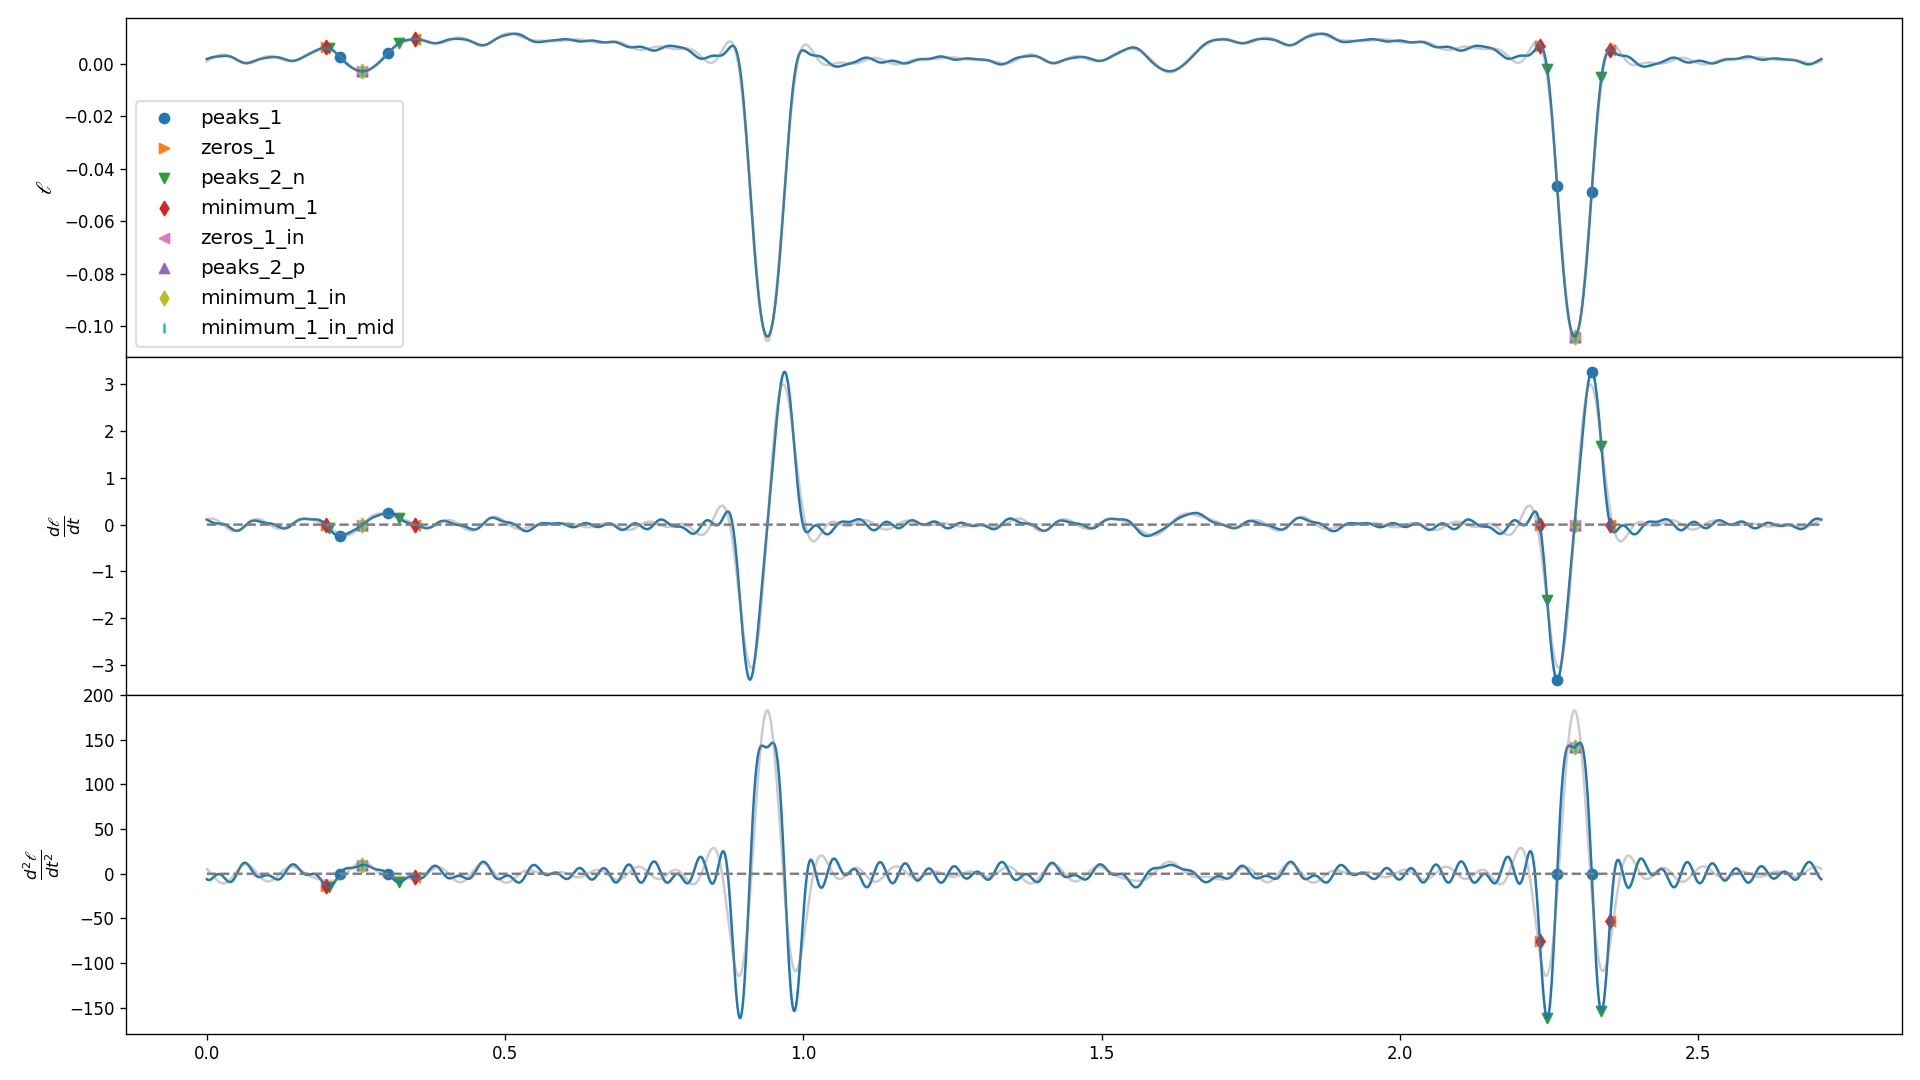 0.00
−0.02
−0.04
−0.06
−0.08
−0.10
ℓ
peaks_1
zeros_1
peaks_2_n
minimum_1
zeros_1_in
peaks_2_p
minimum_1_in
minimum_1_in_mid
3
2
1
0
−1
−2
−3
dℓ
dt
200
150
100
50
0
−50
−100
−150
d²ℓ
dt²
0.0 0.5 1.0 1.5 2.0 2.5